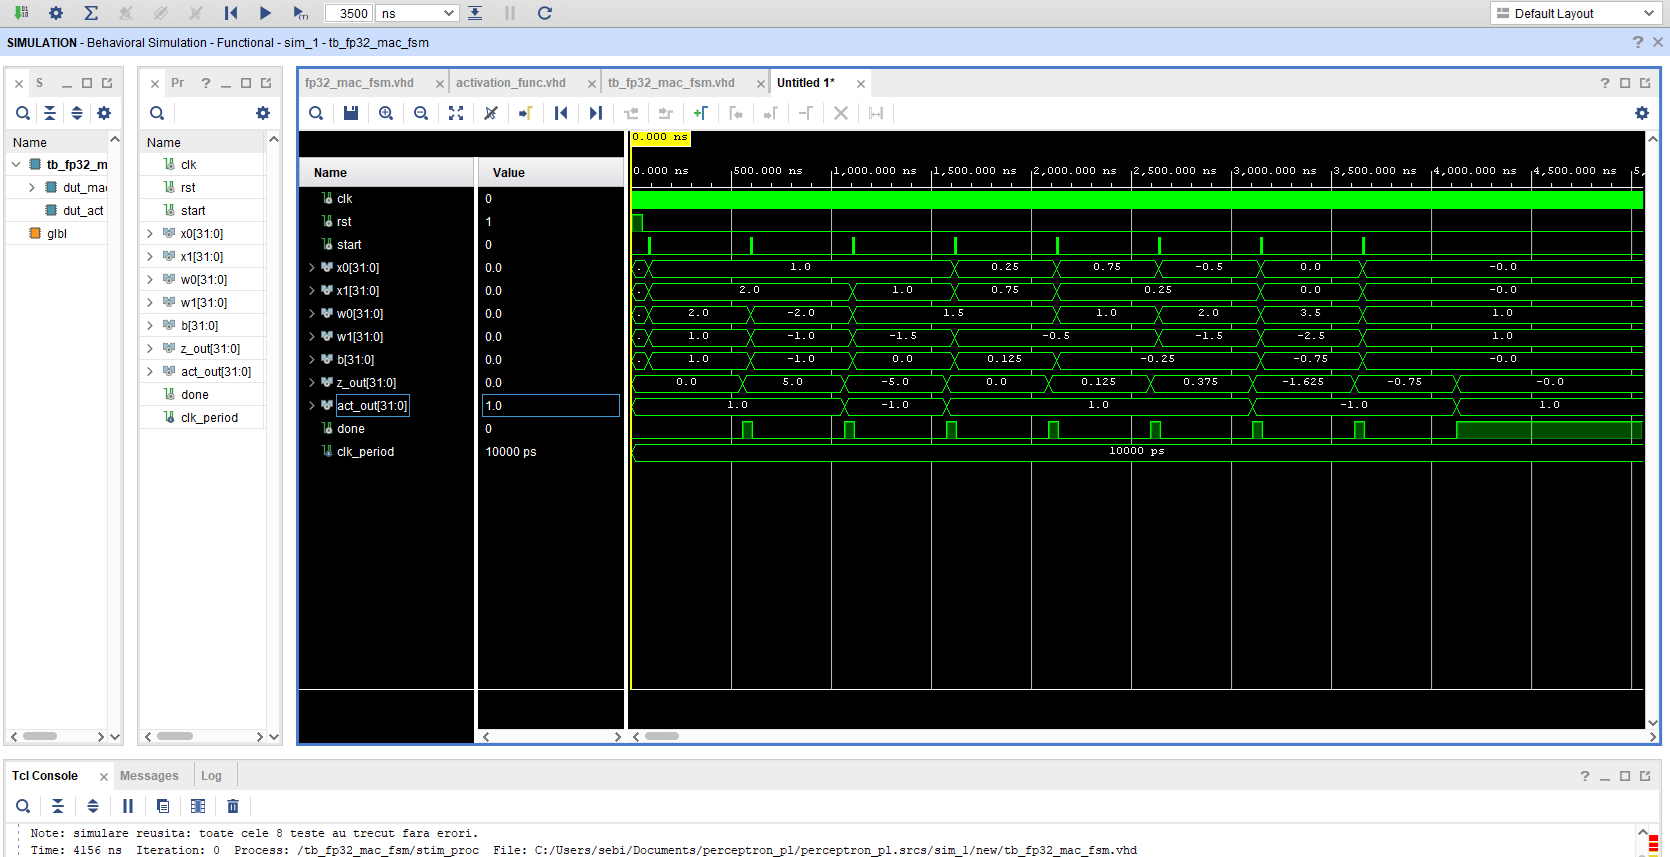 3500 ns Default Layout
SIMULATION - Behavioral Simulation - Functional - sim_1 - tb_fp32_mac_fsm
S
Name
tb_fp32_m
dut_mac
dut_act
glbl
Pr
Name
clk
rst
start
x0[31:0]
x1[31:0]
w0[31:0]
w1[31:0]
b[31:0]
z_out[31:0]
act_out[31:0]
done
clk_period
fp32_mac_fsm.vhd activation_func.vhd tb_fp32_mac_fsm.vhd Untitled 1*
0.000 ns
0.000 ns 500.000 ns 1,000.000 ns 1,500.000 ns 2,000.000 ns 2,500.000 ns 3,000.000 ns 3,500.000 ns 4,000.000 ns 4,500.000 ns 5,
Name Value
clk 0
rst 1
start 0
x0[31:0] 0.0 . 1.0 0.25 0.75 -0.5 0.0 -0.0
x1[31:0] 0.0 . 2.0 1.0 0.75 0.25 0.0 -0.0
w0[31:0] 0.0 . 2.0 -2.0 1.5 1.0 2.0 3.5 1.0
w1[31:0] 0.0 . 1.0 -1.0 -1.5 -0.5 -1.5 -2.5 1.0
b[31:0] 0.0 . 1.0 -1.0 0.0 0.125 -0.25 -0.75 -0.0
z_out[31:0] 0.0 0.0 5.0 -5.0 0.0 0.125 0.375 -1.625 -0.75 -0.0
act_out[31:0] 1.0 1.0 -1.0 1.0 -1.0 1.0
done 0
clk_period 10000 ps 10000 ps
Tcl Console Messages Log
Note: simulare reusita: toate cele 8 teste au trecut fara erori.
Time: 4156 ns Iteration: 0 Process: /tb_fp32_mac_fsm/stim_proc File: C:/Users/sebi/Documents/perceptron_pl/perceptron_pl.srcs/sim_1/new/tb_fp32_mac_fsm.vhd